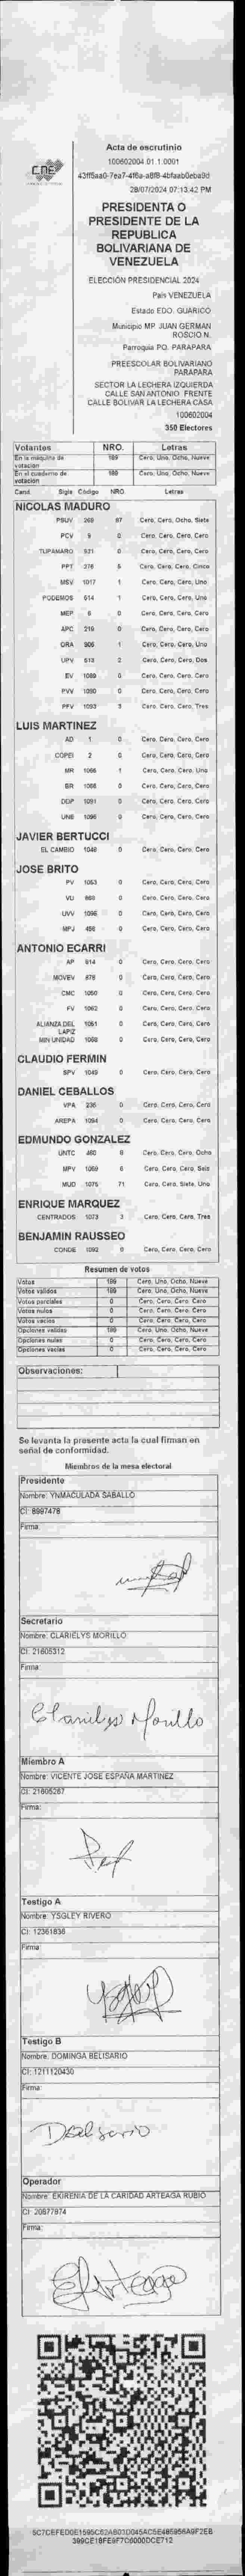 CNE
Acta de escrutinio
100602004.01.1.0001
28/07/2024 07:13:42 PM
PRESIDENTA O
PRESIDENTE DE LA
REPUBLICA
BOLIVARIANA DE
VENEZUELA
ELECCIÓN PRESIDENCIAL 2024
País VENEZUELA
Estado EDO. GUARICO
Municipio MP. JUAN GERMAN
ROSCIO N.
Parroquia PQ. PARAPARA
PREESCOLAR BOLIVARIANO
PARAPARA
SECTOR LA LECHERA IZQUIERDA
CALLE SAN ANTONIO. FRENTE
CALLE BOLIVAR LA LECHERA CASA
100602004
350 Electores
Votantes NRO. Letras
En la máquina de votación 189 Cero, Uno, Ocho, Nueve
En el cuaderno de votación 189 Cero, Uno, Ocho, Nueve
Cand. Sigla Código NRO. Letras
NICOLAS MADURO
PSUV 269 87 Cero, Cero, Ocho, Siete
PCV 9 0 Cero, Cero, Cero, Cero
TUPAMARO 571 0 Cero, Cero, Cero, Cero
PPT 376 5 Cero, Cero, Cero, Cinco
MSV 1017 1 Cero, Cero, Cero, Uno
PODEMOS 514 1 Cero, Cero, Cero, Uno
MEP 6 0 Cero, Cero, Cero, Cero
APC 219 0 Cero, Cero, Cero, Cero
ORA 906 1 Cero, Cero, Cero, Uno
UPV 513 2 Cero, Cero, Cero, Dos
EV 1089 0 Cero, Cero, Cero, Cero
PVV 1090 0 Cero, Cero, Cero, Cero
PFV 1093 3 Cero, Cero, Cero, Tres
LUIS MARTINEZ
AD 1 0 Cero, Cero, Cero, Cero
COPEI 2 0 Cero, Cero, Cero, Cero
MR 1066 1 Cero, Cero, Cero, Uno
BR 1068 0 Cero, Cero, Cero, Cero
DDP 1091 0 Cero, Cero, Cero, Cero
UNE 1096 0 Cero, Cero, Cero, Cero
JAVIER BERTUCCI
EL CAMBIO 1048 0 Cero, Cero, Cero, Cero
JOSE BRITO
PV 1053 0 Cero, Cero, Cero, Cero
VU 860 0 Cero, Cero, Cero, Cero
UVV 1095 0 Cero, Cero, Cero, Cero
MPJ 456 0 Cero, Cero, Cero, Cero
ANTONIO ECARRI
AP 914 0 Cero, Cero, Cero, Cero
MOVEV 878 0 Cero, Cero, Cero, Cero
CMC 1050 0 Cero, Cero, Cero, Cero
FV 1062 0 Cero, Cero, Cero, Cero
ALIANZA DEL LAPIZ 1051 0 Cero, Cero, Cero, Cero
MIN UNIDAD 1088 0 Cero, Cero, Cero, Cero
CLAUDIO FERMIN
SPV 1049 0 Cero, Cero, Cero, Cero
DANIEL CEBALLOS
VPA 236 0 Cero, Cero, Cero, Cero
AREPA 1094 0 Cero, Cero, Cero, Cero
EDMUNDO GONZALEZ
UNTC 460 8 Cero, Cero, Cero, Ocho
MPV 1069 6 Cero, Cero, Cero, Seis
MUD 1075 71 Cero, Cero, Siete, Uno
ENRIQUE MARQUEZ
CENTRADOS 1073 3 Cero, Cero, Cero, Tres
BENJAMIN RAUSSEO
CONDE 1092 0 Cero, Cero, Cero, Cero
Resumen de votos
Votos 189 Cero, Uno, Ocho, Nueve
Votos validos 189 Cero, Uno, Ocho, Nueve
Votos parciales 0 Cero, Cero, Cero, Cero
Votos nulos 0 Cero, Cero, Cero, Cero
Votos vacíos 0 Cero, Cero, Cero, Cero
Opciones validas 189 Cero, Uno, Ocho, Nueve
Opciones nulas 0 Cero, Cero, Cero, Cero
Opciones vacías 0 Cero, Cero, Cero, Cero
Observaciones:
Se levanta la presente acta la cual firman en
señal de conformidad.
Miembros de la mesa electoral
Presidente
Nombre: YNMACULADA SABALLO
CI: 8997476
Firma:
Secretario
Nombre: CLARIELYS MORILLO
CI: 21605312
Firma:
Clarielys Morillo
Miembro A
Nombre: VICENTE JOSE ESPAÑA MARTINEZ
CI: 21605267
Firma:
Testigo A
Nombre: YSGLEY RIVERO
CI: 12361836
Firma:
Testigo B
Nombre: DOMINGA BELISARIO
CI: 1211120430
Firma:
Operador
Nombre: EKIRENIA DE LA CARIDAD ARTEAGA RUBIO
CI: 20877874
Firma: